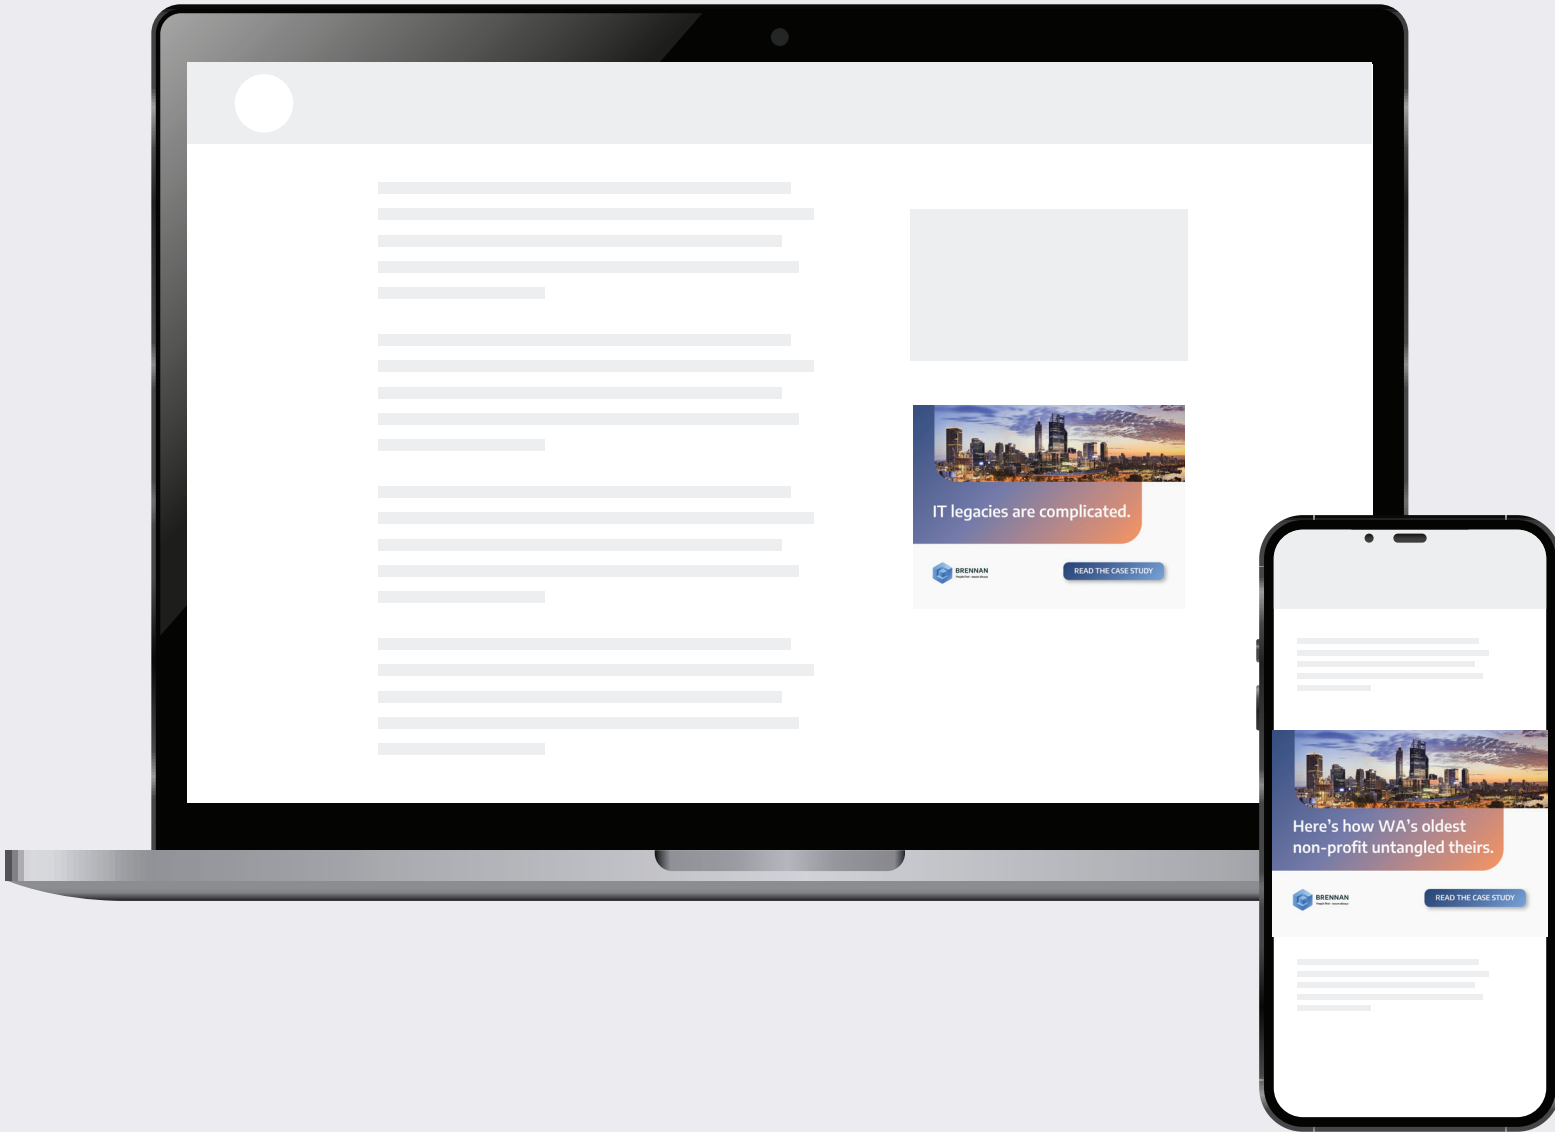 IT legacies are complicated.
BRENNAN
READ THE CASE STUDY
Here's how WA's oldest
non-profit untangled theirs.
BRENNAN
READ THE CASE STUDY